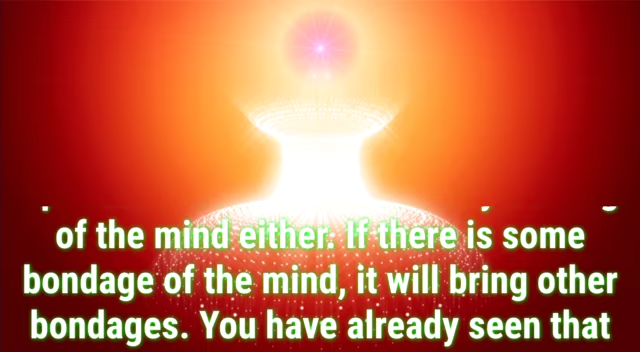 of the mind either. If there is some
bondage of the mind, it will bring other
bondages. You have already seen that